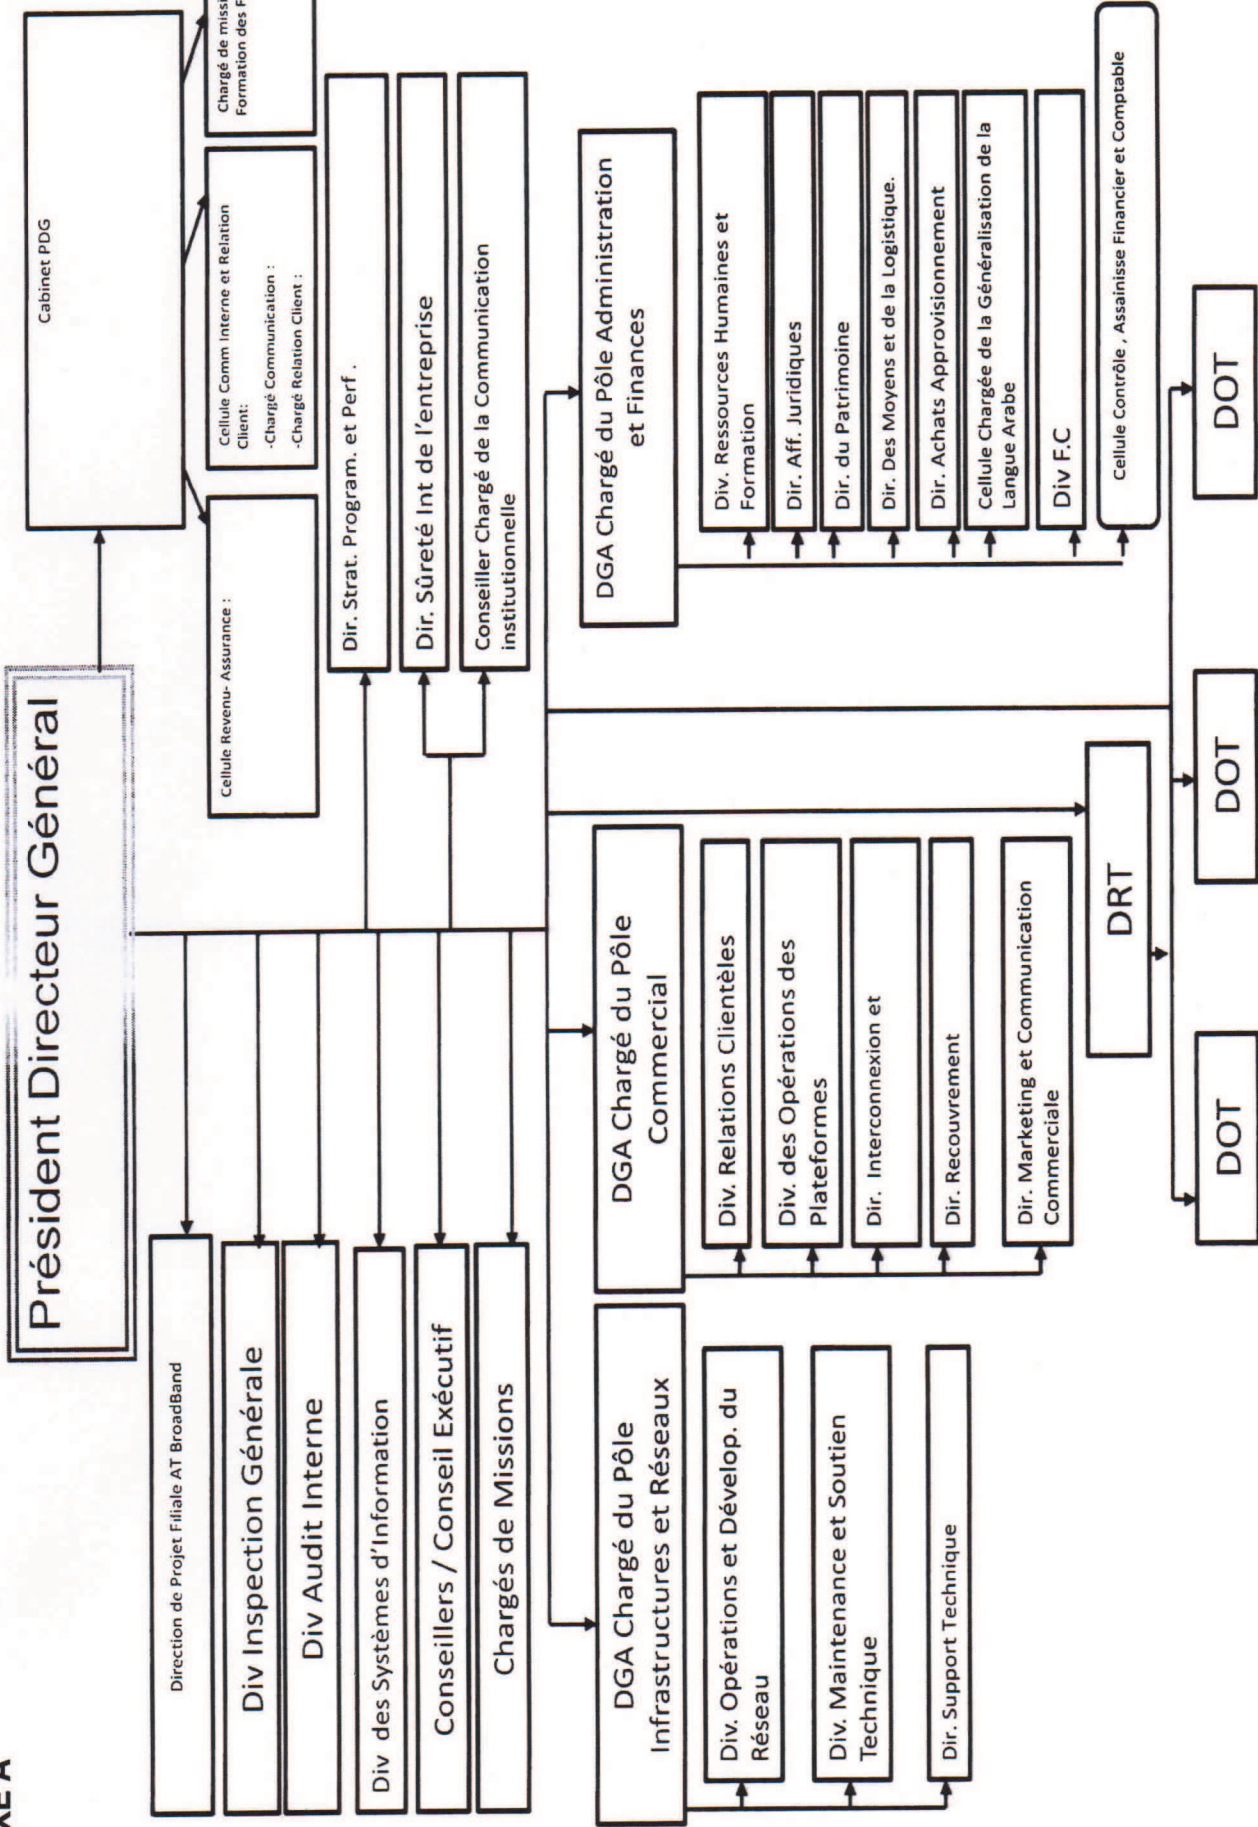 XE A
Président Directeur Général
Cabinet PDG
Direction de Projet Filiale AT BroadBand
Div Inspection Générale
Div Audit Interne
Div des Systèmes d'Information
Conseillers / Conseil Exécutif
Chargés de Missions
Cellule Revenu- Assurance :
Cellule Comm Interne et Relation
Client:
-Chargé Communication :
-Chargé Relation Client :
Chargé de missi
Formation des F
Dir. Strat. Program. et Perf .
Dir. Sûreté Int de l'entreprise
Conseiller Chargé de la Communication
institutionnelle
DGA Chargé du Pôle
Infrastructures et Réseaux
Div. Opérations et Dévelop. du
Réseau
Div. Maintenance et Soutien
Technique
Dir. Support Technique
DGA Chargé du Pôle
Commercial
Div. Relations Clientèles
Div. des Opérations des
Plateformes
Dir. Interconnexion et
Dir. Recouvrement
Dir. Marketing et Communication
Commerciale
DGA Chargé du Pôle Administration
et Finances
Div. Ressources Humaines et
Formation
Dir. Aff. Juridiques
Dir. du Patrimoine
Dir. Des Moyens et de la Logistique.
Dir. Achats Approvisionnement
Cellule Chargée de la Généralisation de la
Langue Arabe
Div F.C
Cellule Contrôle , Assainisse Financier et Comptable
DRT
DOT
DOT
DOT